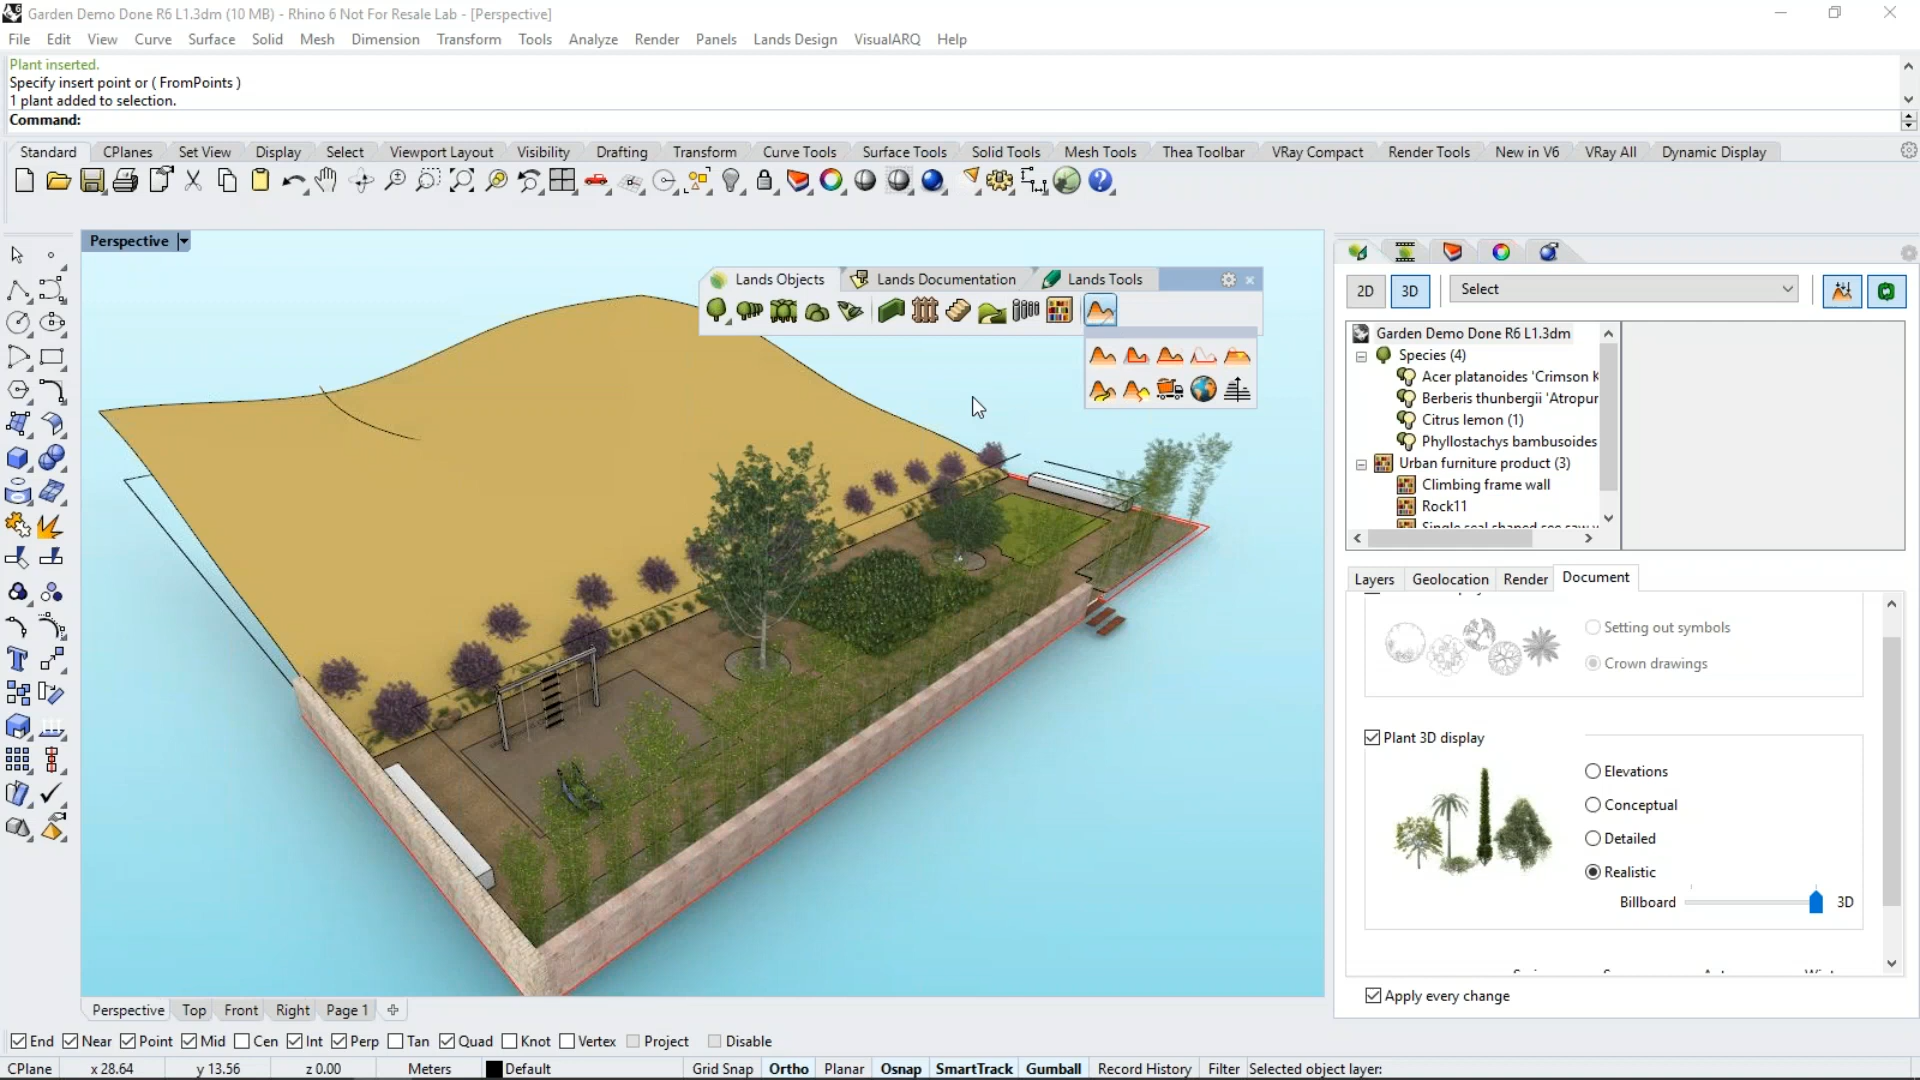 Garden Demo Done R6 L1.3dm (10 MB) - Rhino 6 Not For Resale Lab - [Perspective]
File Edit View Curve Surface Solid Mesh Dimension Transform Tools Analyze Render Panels Lands Design VisualARQ Help
Plant inserted.
Specify insert point or ( FromPoints )
1 plant added to selection.
Command:
Standard CPlanes Set View Display Select Viewport Layout Visibility Drafting Transform Curve Tools Surface Tools Solid Tools Mesh Tools Thea Toolbar VRay Compact Render Tools New in V6 VRay All Dynamic Display
Perspective
Lands Objects Lands Documentation Lands Tools
2D 3D Select
Garden Demo Done R6 L1.3dm
Species (4)
Acer platanoides 'Crimson K
Berberis thunbergii 'Atropur
Citrus lemon (1)
Phyllostachys bambusoides
Urban furniture product (3)
Climbing frame wall
Rock11
Layers Geolocation Render Document
Setting out symbols
Crown drawings
Plant 3D display
Elevations
Conceptual
Detailed
Realistic
Billboard 3D
Apply every change
Perspective Top Front Right Page 1
End Near Point Mid Cen Int Perp Tan Quad Knot Vertex Project Disable
CPlane x 28.64 y 13.56 z 0.00 Meters Default Grid Snap Ortho Planar Osnap SmartTrack Gumball Record History Filter Selected object layer: